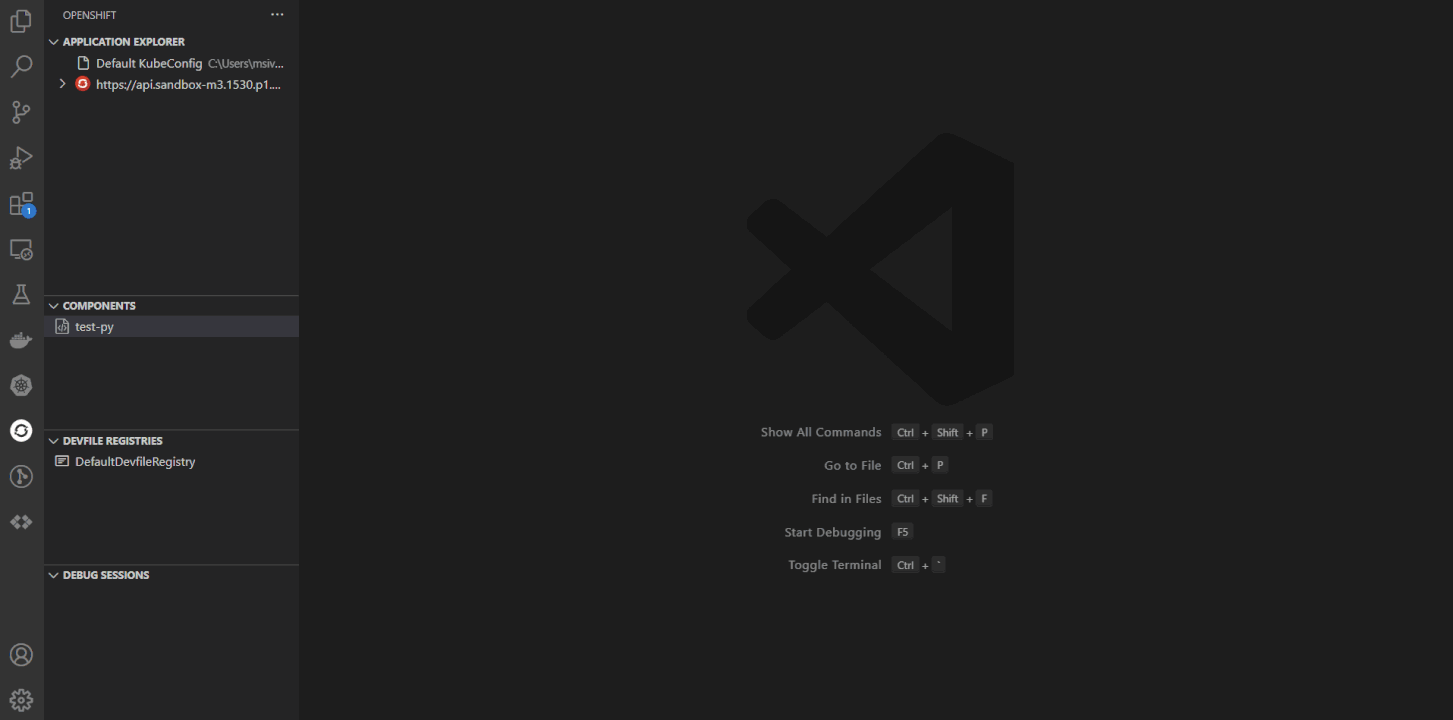 OPENSHIFT
APPLICATION EXPLORER
Default KubeConfig C:\Users\msiv...
https://api.sandbox-m3.1530.p1....
1
COMPONENTS
test-py
DEVFILE REGISTRIES
DefaultDevfileRegistry
DEBUG SESSIONS
Show All Commands Ctrl + Shift + P
Go to File Ctrl + P
Find in Files Ctrl + Shift + F
Start Debugging F5
Toggle Terminal Ctrl + `